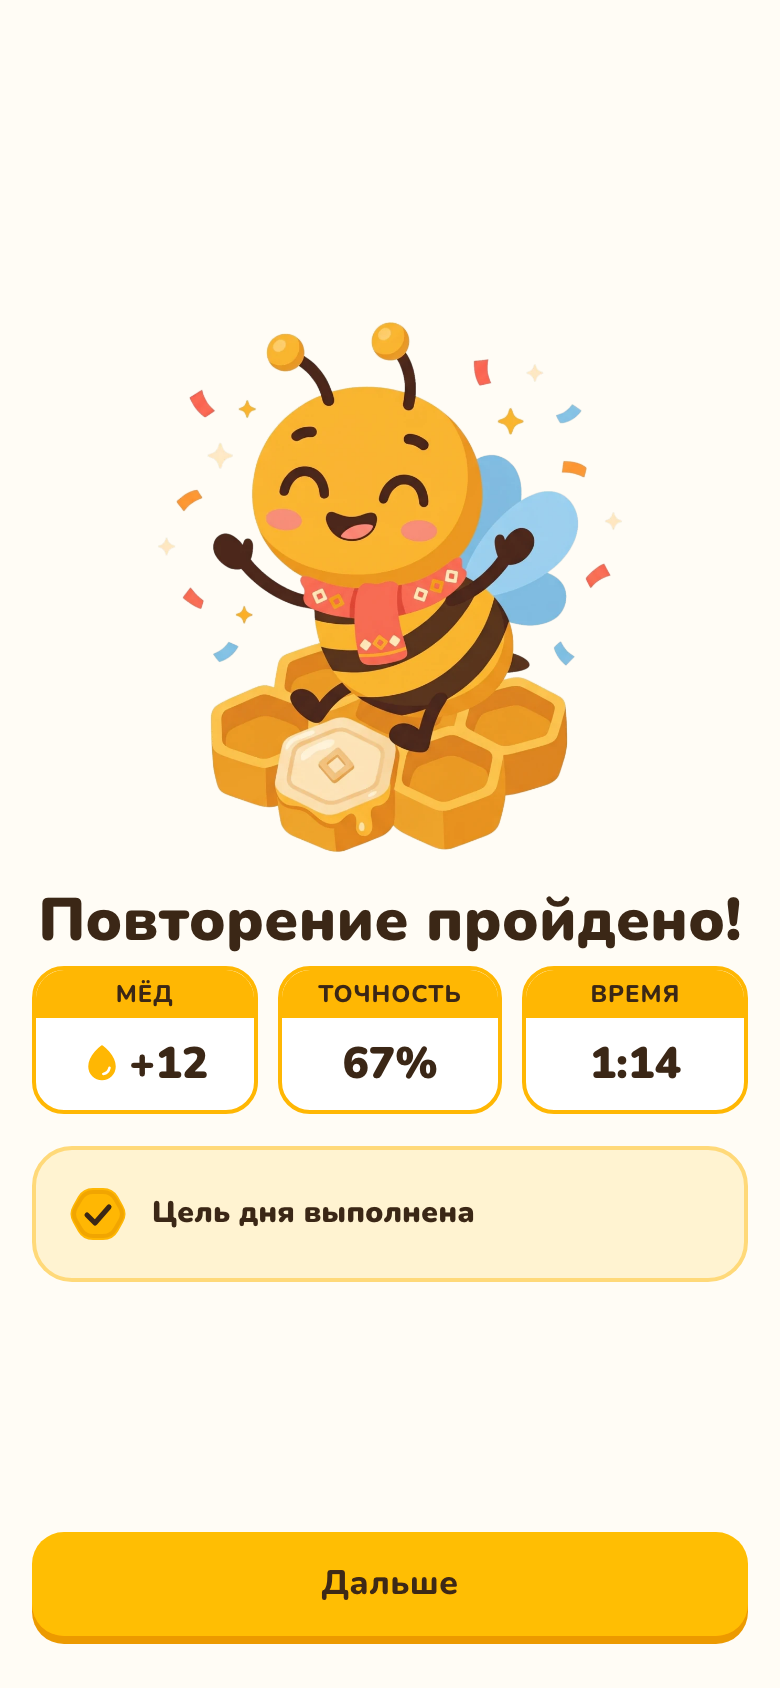 Повторение пройдено!
МЁД
ТОЧНОСТЬ
ВРЕМЯ
+12
67%
1:14
Цель дня выполнена
Дальше